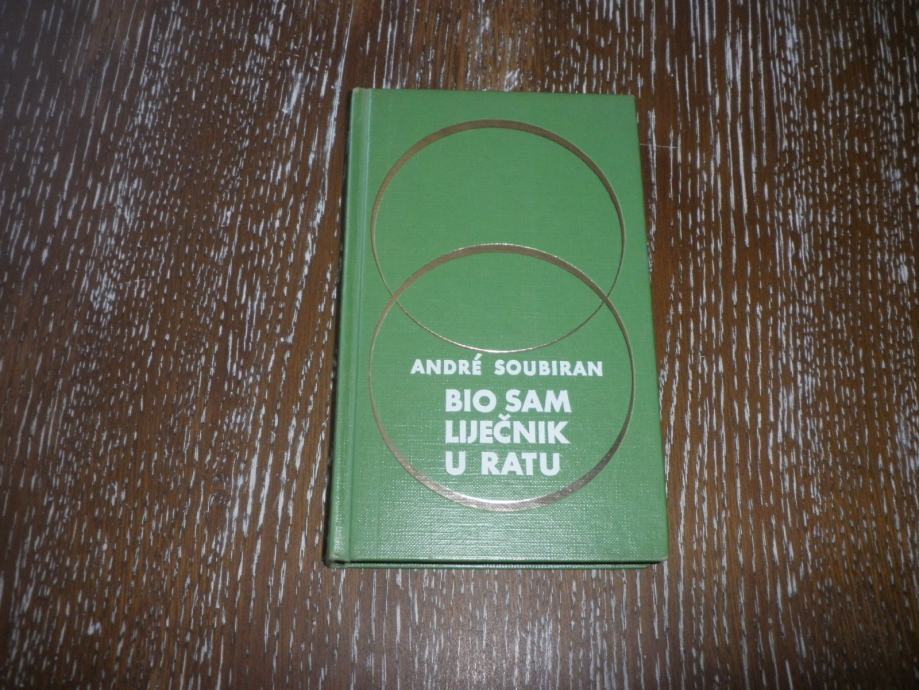 ANDRÉ SOUBIRAN
BIO SAM
LIJEČNIK
U RATU